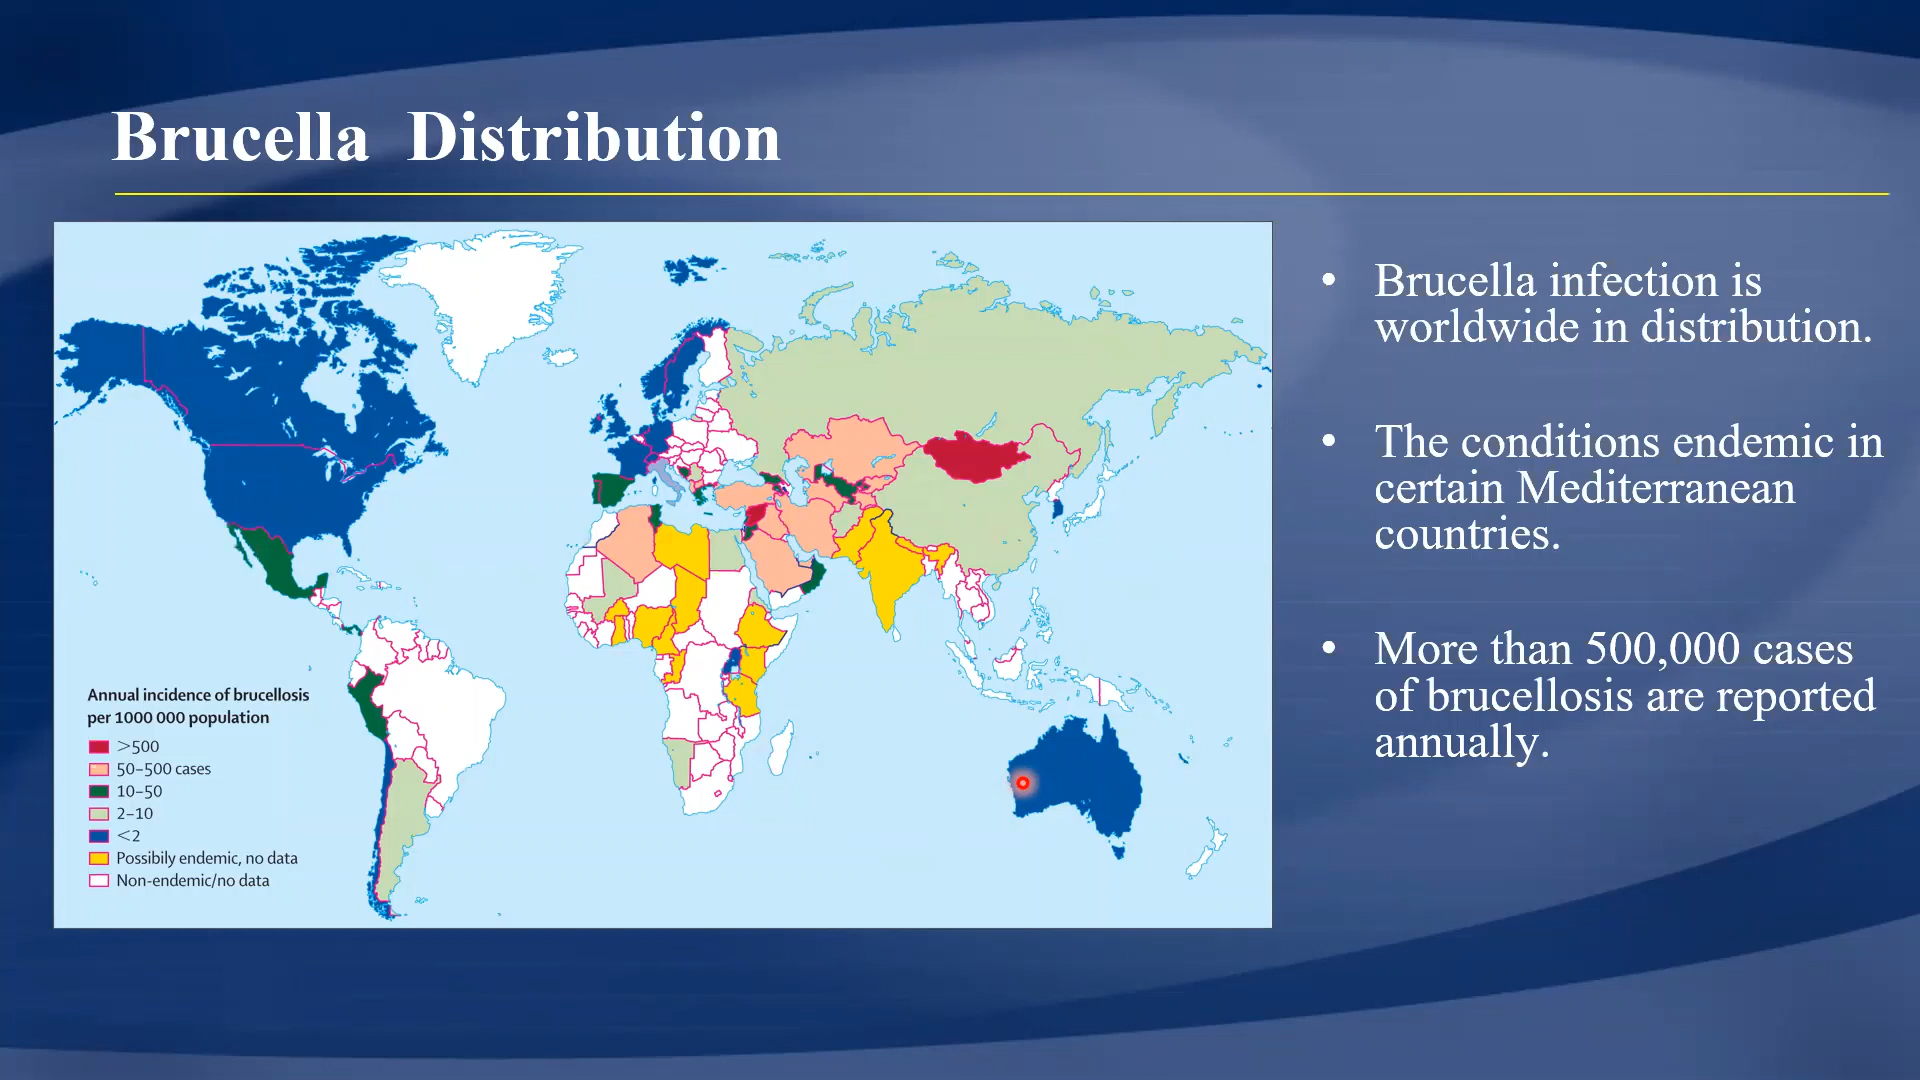 Brucella Distribution
Brucella infection is
worldwide in distribution.
The conditions endemic in
certain Mediterranean
countries.
More than 500,000 cases
of brucellosis are reported
annually.
Annual incidence of brucellosis
per 1000 000 population
>500
50–500 cases
10–50
2–10
<2
Possibily endemic, no data
Non-endemic/no data